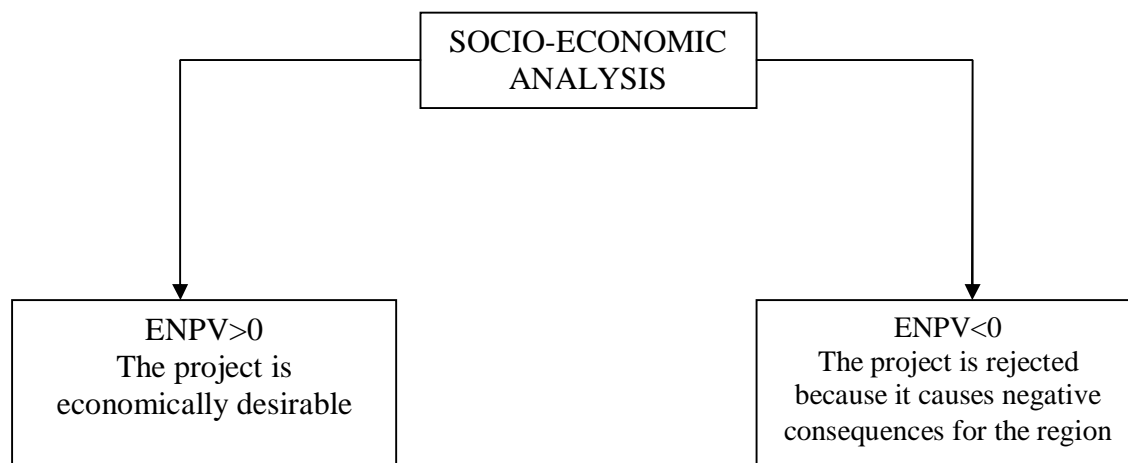 SOCIO-ECONOMIC
ANALYSIS
ENPV>0
The project is
economically desirable
ENPV<0
The project is rejected
because it causes negative
consequences for the region